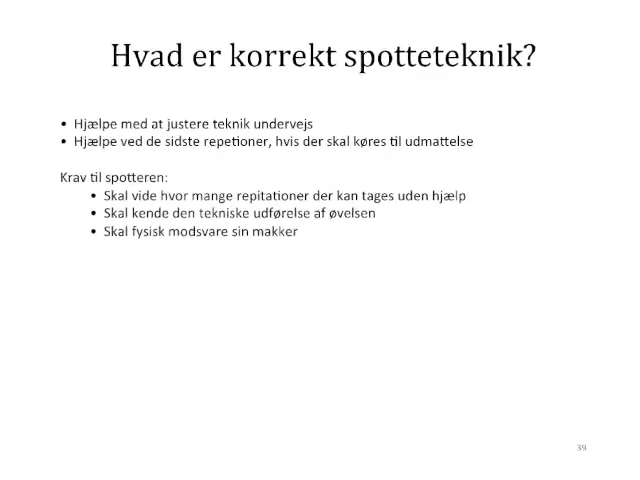 Hvad er korrekt spotteteknik?
• Hjælpe med at justere teknik undervejs
• Hjælpe ved de sidste repetioner, hvis der skal køres til udmattelse
Krav til spotteren:
• Skal vide hvor mange repitationer der kan tages uden hjælp
• Skal kende den tekniske udførelse af øvelsen
• Skal fysisk modsvare sin makker
39